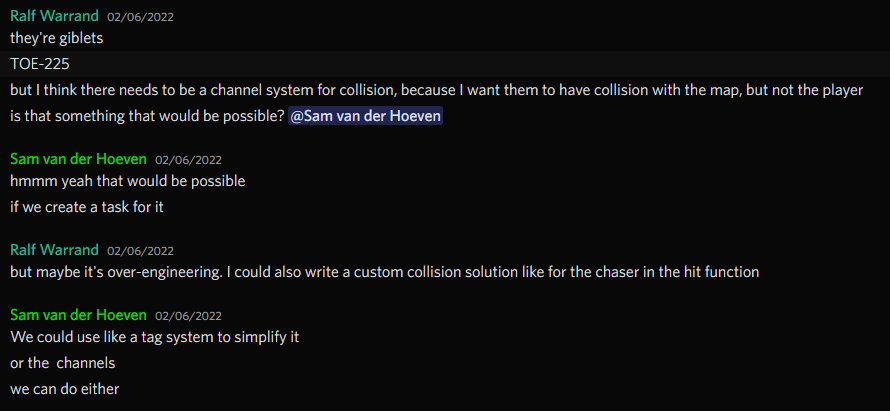 Ralf Warrand 02/06/2022
they're giblets
TOE-225
but I think there needs to be a channel system for collision, because I want them to have collision with the map, but not the player
is that something that would be possible? @Sam van der Hoeven
Sam van der Hoeven 02/06/2022
hmmm yeah that would be possible
if we create a task for it
Ralf Warrand 02/06/2022
but maybe it's over-engineering. I could also write a custom collision solution like for the chaser in the hit function
Sam van der Hoeven 02/06/2022
We could use like a tag system to simplify it
or the  channels
we can do either